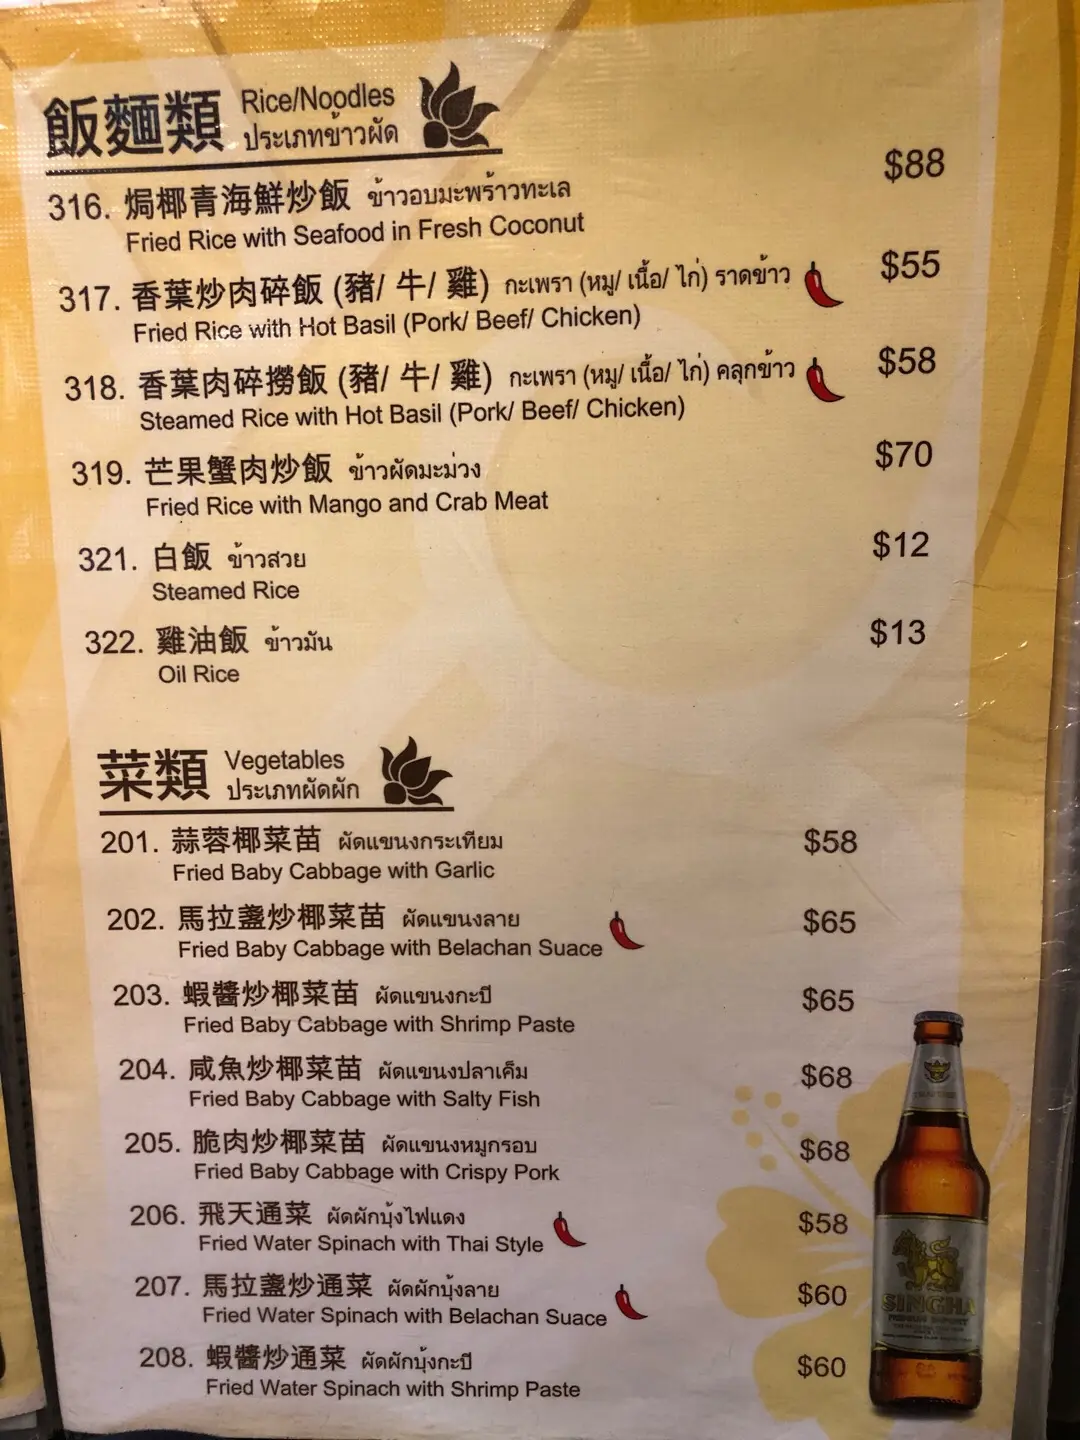 飯麵類 Rice/Noodles
ประเภทข้าวผัด
316. 焗椰青海鮮炒飯 ข้าวอบมะพร้าวทะเล $88
Fried Rice with Seafood in Fresh Coconut
317. 香葉炒肉碎飯 (豬/ 牛/ 雞) กะเพรา (หมู/ เนื้อ/ ไก่) ราดข้าว $55
Fried Rice with Hot Basil (Pork/ Beef/ Chicken)
318. 香葉肉碎撈飯 (豬/ 牛/ 雞) กะเพรา (หมู/ เนื้อ/ ไก่) คลุกข้าว $58
Steamed Rice with Hot Basil (Pork/ Beef/ Chicken)
319. 芒果蟹肉炒飯 ข้าวผัดมะม่วง $70
Fried Rice with Mango and Crab Meat
321. 白飯 ข้าวสวย $12
Steamed Rice
322. 雞油飯 ข้าวมัน $13
Oil Rice
菜類 Vegetables
ประเภทผัดผัก
201. 蒜蓉椰菜苗 ผัดแขนงกระเทียม $58
Fried Baby Cabbage with Garlic
202. 馬拉盞炒椰菜苗 ผัดแขนงลาย $65
Fried Baby Cabbage with Belachan Suace
203. 蝦醬炒椰菜苗 ผัดแขนงกะปิ $65
Fried Baby Cabbage with Shrimp Paste
204. 咸魚炒椰菜苗 ผัดแขนงปลาเค็ม $68
Fried Baby Cabbage with Salty Fish
205. 脆肉炒椰菜苗 ผัดแขนงหมูกรอบ $68
Fried Baby Cabbage with Crispy Pork
206. 飛天通菜 ผัดผักบุ้งไฟแดง $58
Fried Water Spinach with Thai Style
207. 馬拉盞炒通菜 ผัดผักบุ้งลาย $60
Fried Water Spinach with Belachan Suace
208. 蝦醬炒通菜 ผัดผักบุ้งกะปิ $60
Fried Water Spinach with Shrimp Paste
SINGHA